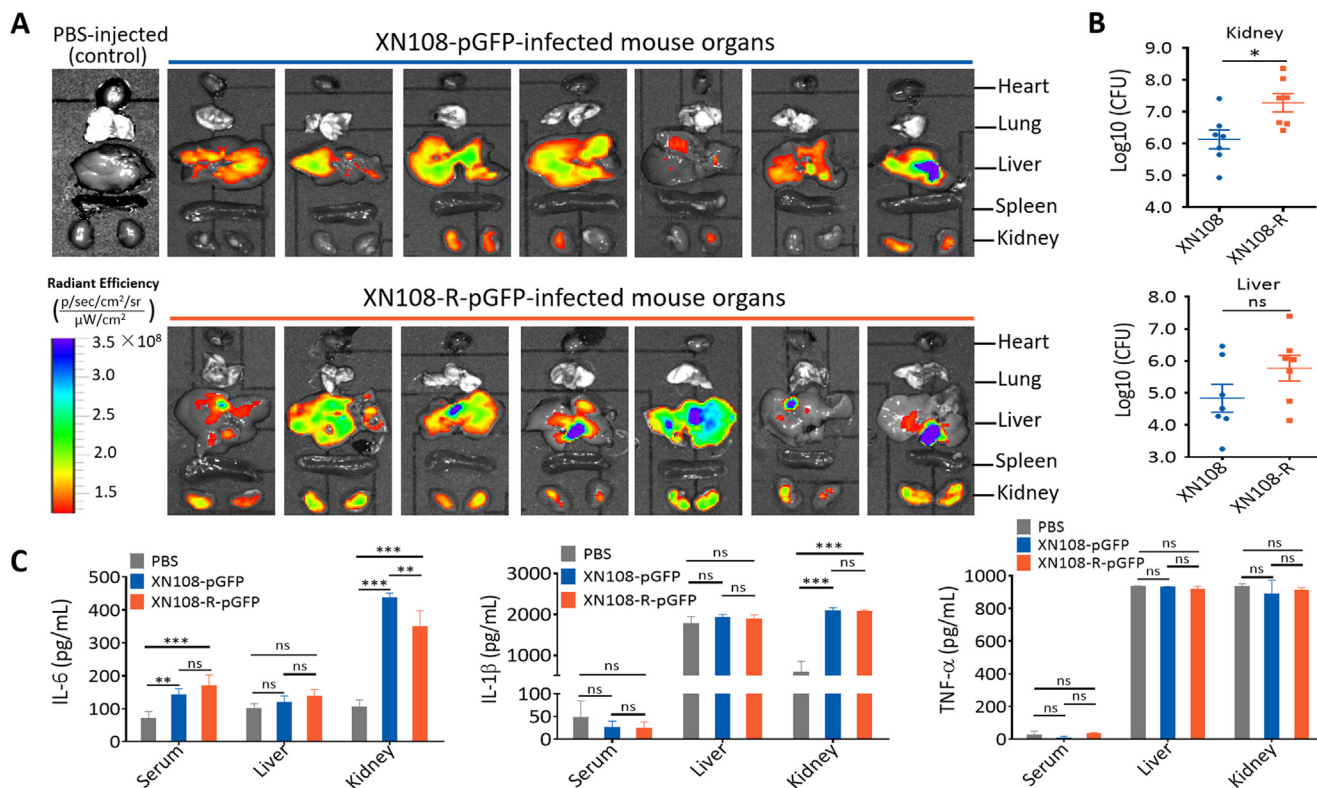 A
PBS-injected
(control)
XN108-pGFP-infected mouse organs
Heart
Lung
Liver
Spleen
Kidney
Radiant Efficiency
(p/sec/cm²/sr
μW/cm²)
3.5 ×10⁸
3.0
2.5
2.0
1.5
XN108-R-pGFP-infected mouse organs
Heart
Lung
Liver
Spleen
Kidney
B
Kidney
*
Log10 (CFU)
9.0
8.0
7.0
6.0
5.0
4.0
XN108
XN108-R
Liver
ns
Log10 (CFU)
8.0
7.0
6.0
5.0
4.0
3.0
XN108
XN108-R
C
PBS
XN108-pGFP
XN108-R-pGFP
IL-6 (pg/mL)
500
400
300
200
100
0
***
**
ns
ns
ns
ns
***
***
**
Serum
Liver
Kidney
PBS
XN108-pGFP
XN108-R-pGFP
IL-1β (pg/mL)
3000
2000
1000
100
50
0
ns
ns
ns
ns
ns
ns
***
***
ns
Serum
Liver
Kidney
PBS
XN108-pGFP
XN108-R-pGFP
TNF-α (pg/mL)
1000
800
600
400
200
0
ns
ns
ns
ns
ns
ns
ns
ns
ns
Serum
Liver
Kidney